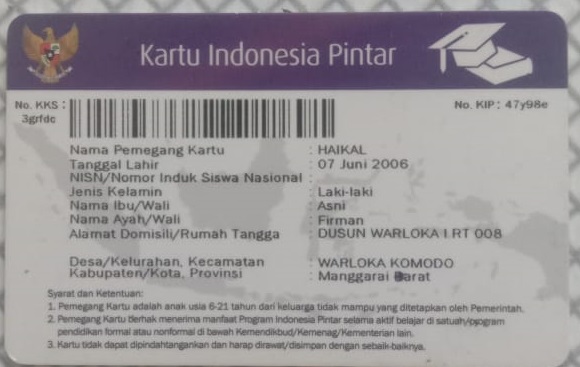 Kartu Indonesia Pintar
No. KKS :
3grfdc
No. KIP : 47y98e
Nama Pemegang Kartu : HAIKAL
Tanggal Lahir : 07 Juni 2006
NISN/Nomor Induk Siswa Nasional :
Jenis Kelamin : Laki-laki
Nama Ibu/Wali : Asni
Nama Ayah/Wali : Firman
Alamat Domisili/Rumah Tangga : DUSUN WARLOKA I RT 008
Desa/Kelurahan, Kecamatan : WARLOKA KOMODO
Kabupaten/Kota, Provinsi : Manggarai Barat
Syarat dan Ketentuan:
1. Pemegang Kartu adalah anak usia 6-21 tahun dari keluarga tidak mampu yang ditetapkan oleh Pemerintah.
2. Pemegang Kartu berhak menerima manfaat Program Indonesia Pintar selama aktif belajar di satuan/program
pendidikan formal atau nonformal di bawah Kemendikbud/Kemenag/Kementerian lain.
3. Kartu tidak dapat dipindahtangankan dan harap dirawat/disimpan dengan sebaik-baiknya.